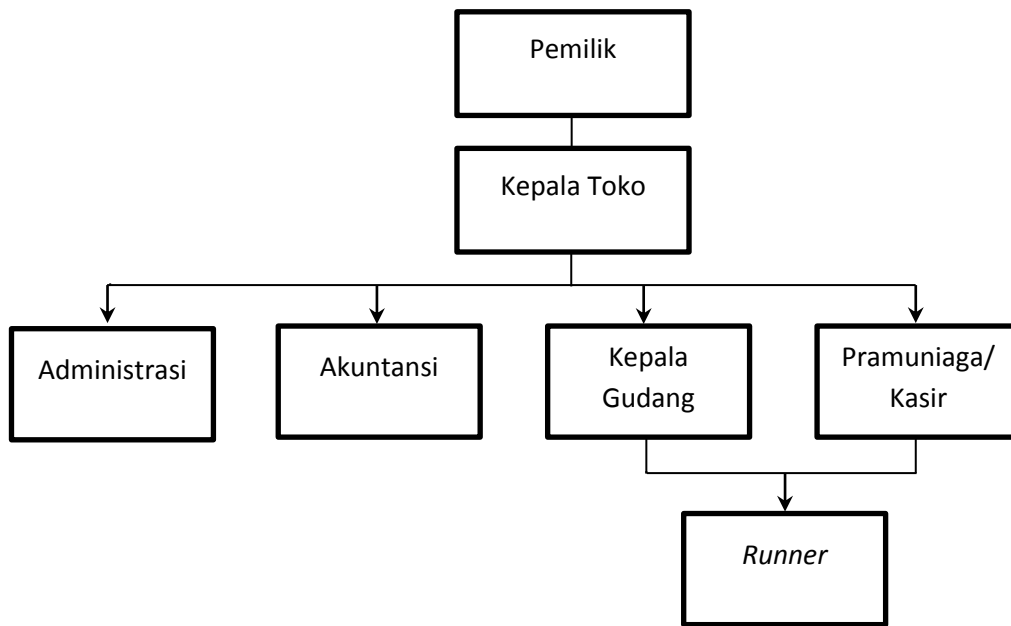 Pemilik
Kepala Toko
Administrasi
Akuntansi
Kepala
Gudang
Pramuniaga/
Kasir
Runner